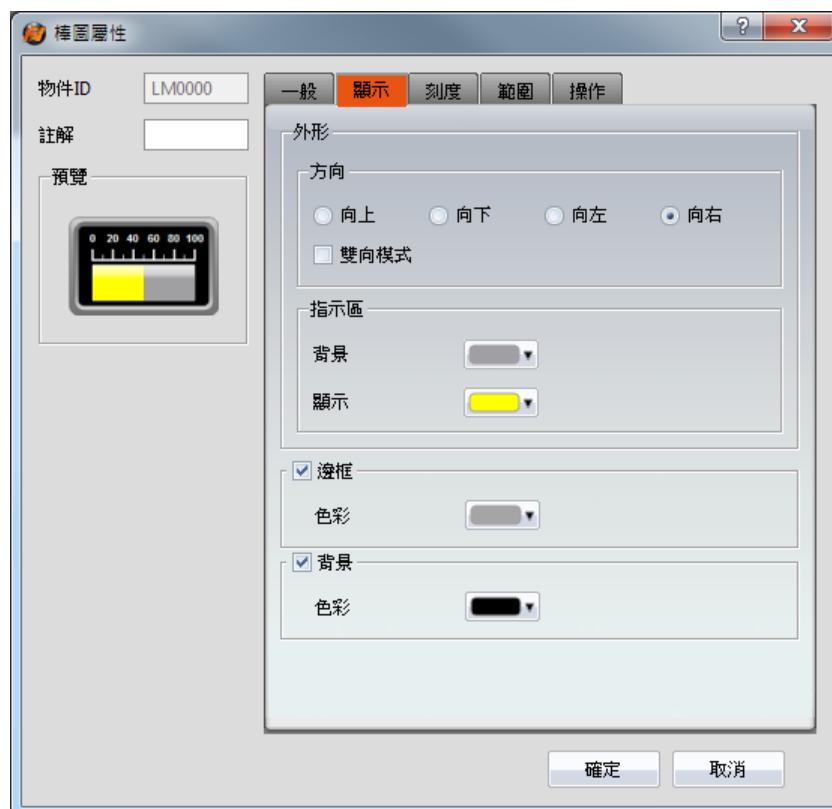 棒圖屬性
物件ID LM0000
註解
預覽
0 20 40 60 80 100
一般 顯示 刻度 範圍 操作
外形
方向
向上 向下 向左 向右
雙向模式
指示區
背景
顯示
邊框
色彩
背景
色彩
確定 取消